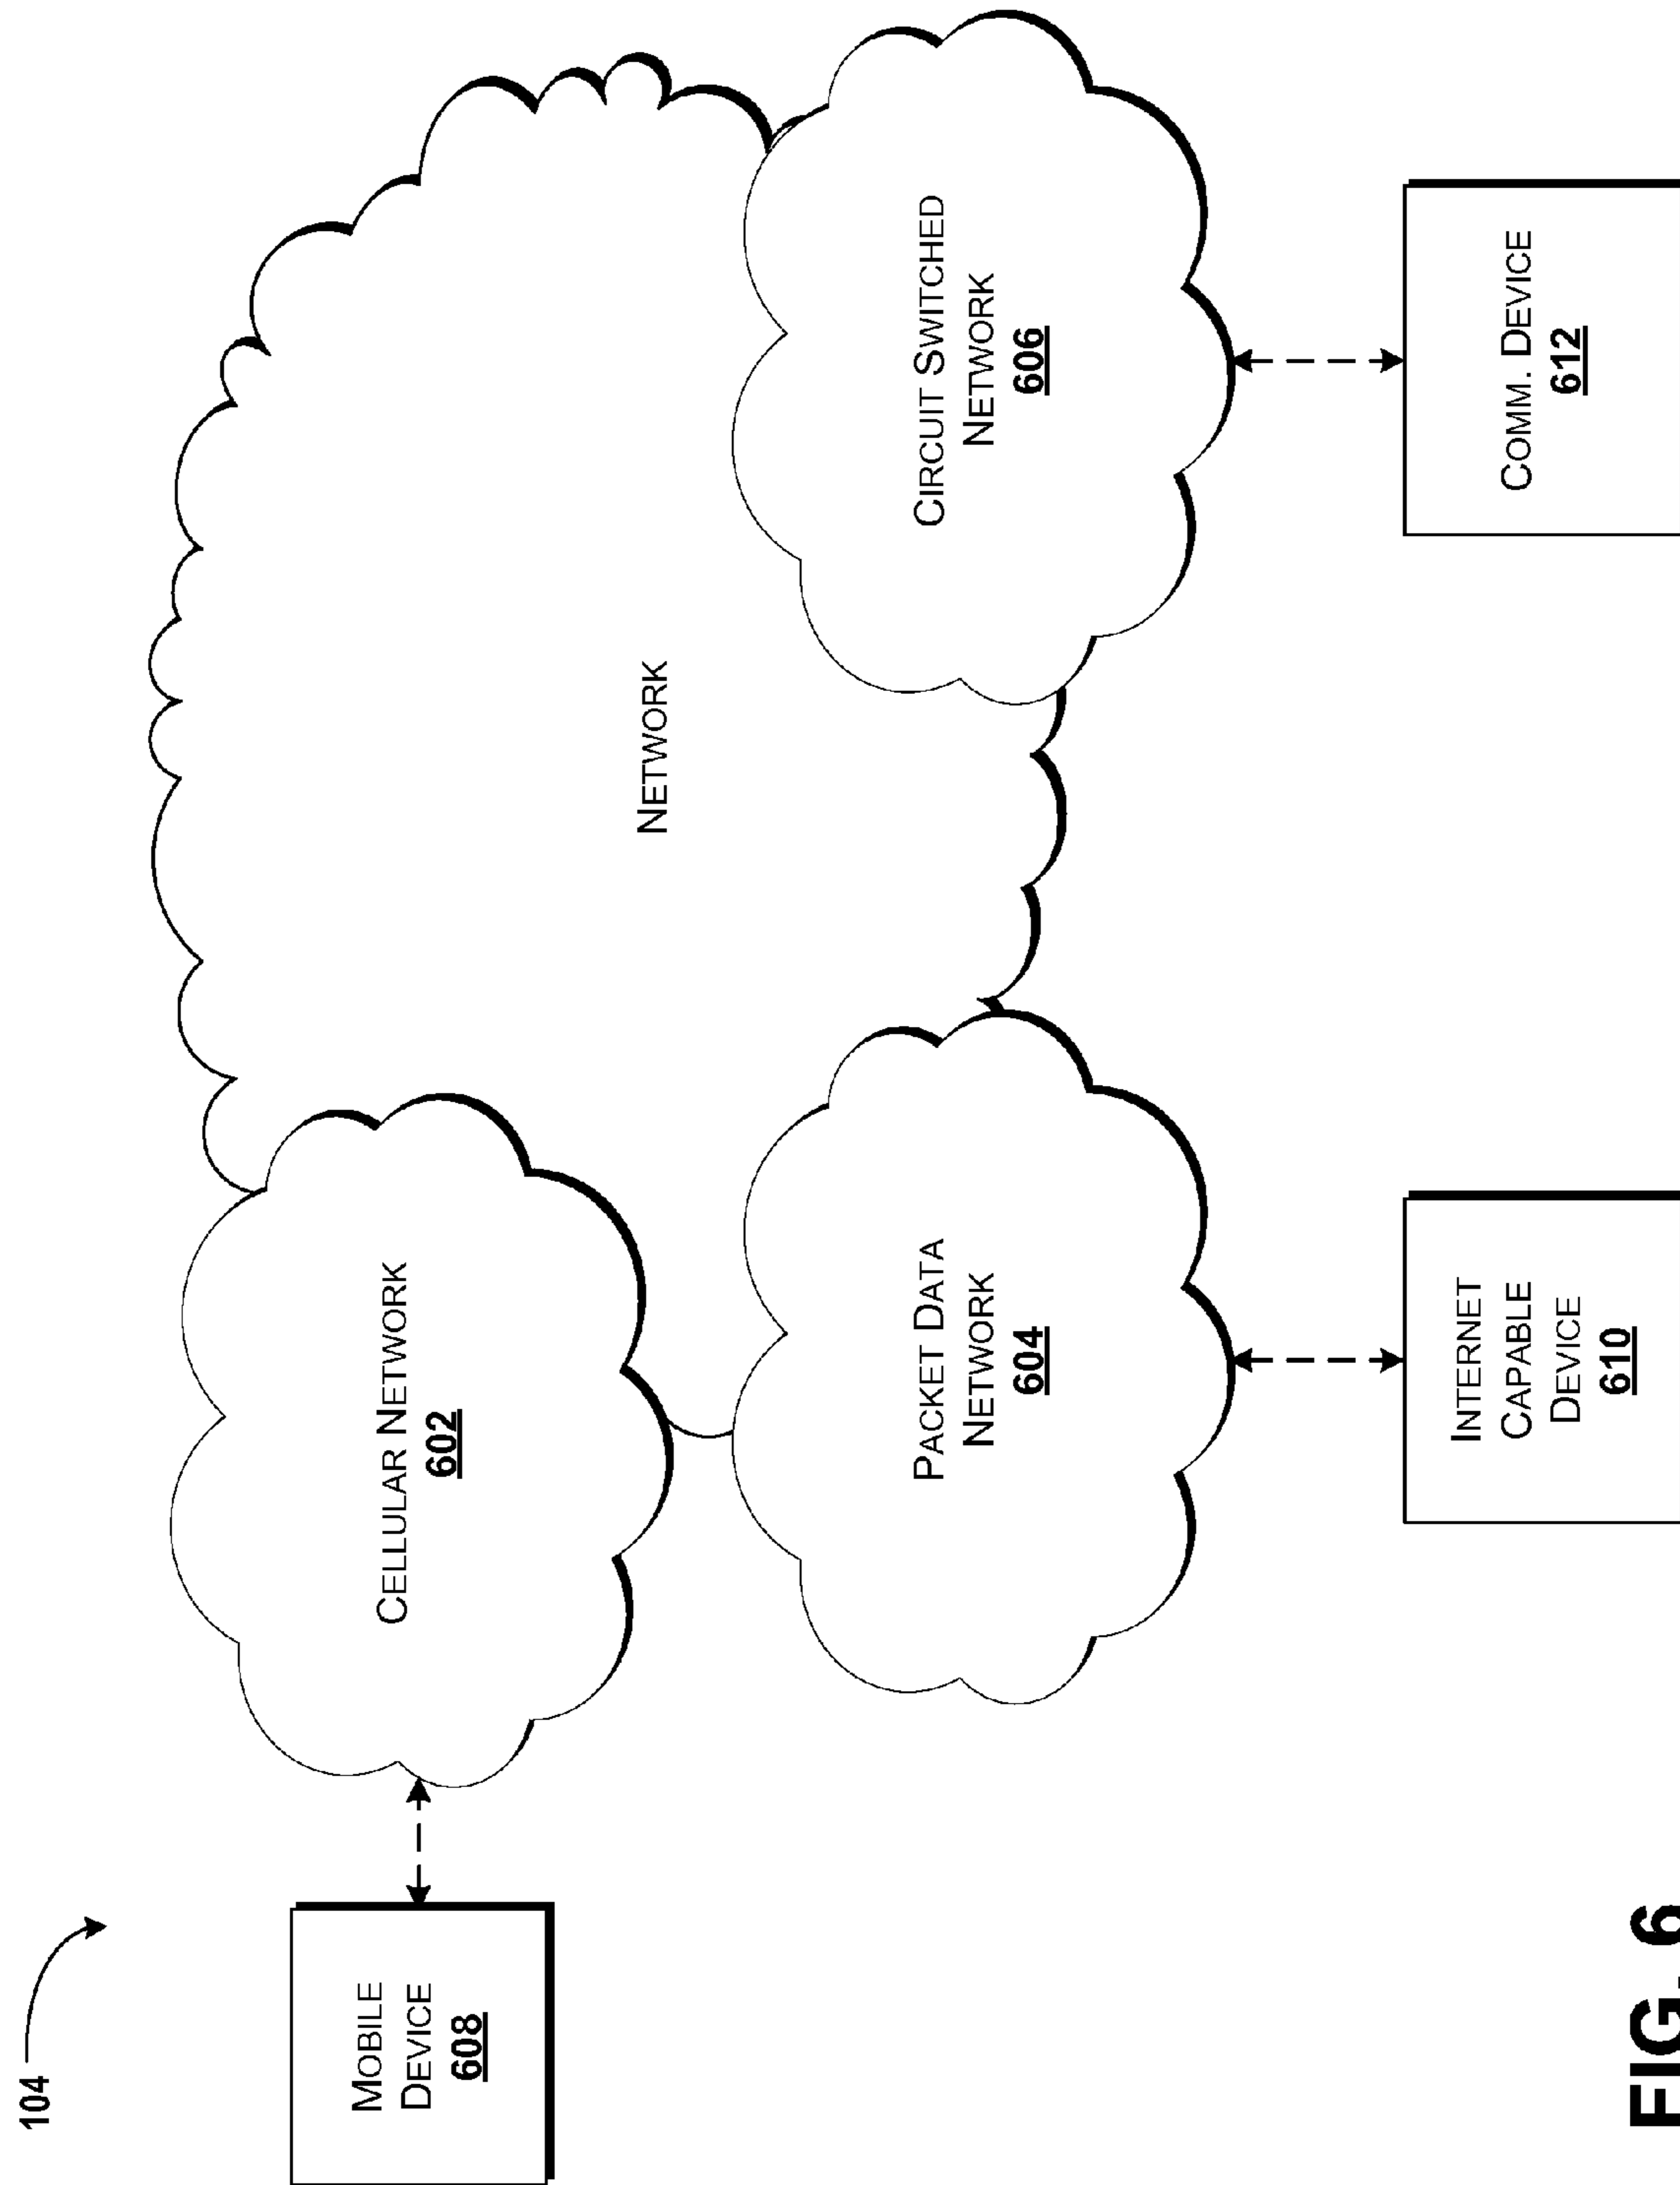 104
MOBILE
DEVICE
608
CELLULAR NETWORK
602
NETWORK
PACKET DATA
NETWORK
604
CIRCUIT SWITCHED
NETWORK
606
INTERNET
CAPABLE
DEVICE
610
COMM. DEVICE
612
FIG. 6